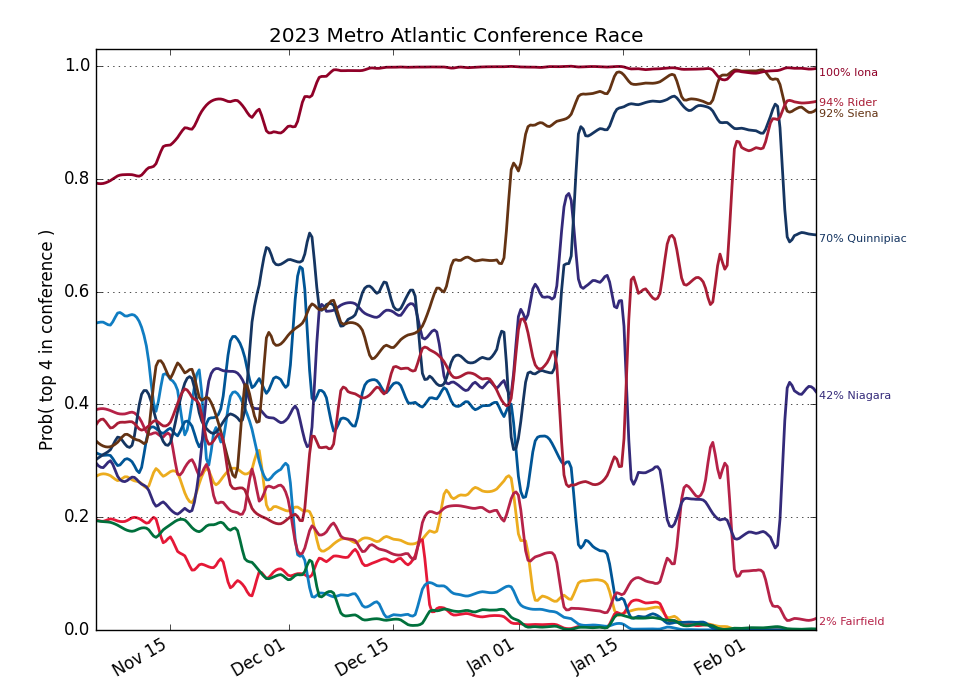 2023 Metro Atlantic Conference Race
Prob( top 4 in conference )
1.0
0.8
0.6
0.4
0.2
0.0
Nov 15
Dec 01
Dec 15
Jan 01
Jan 15
Feb 01
100% Iona
94% Rider
92% Siena
70% Quinnipiac
42% Niagara
2% Fairfield